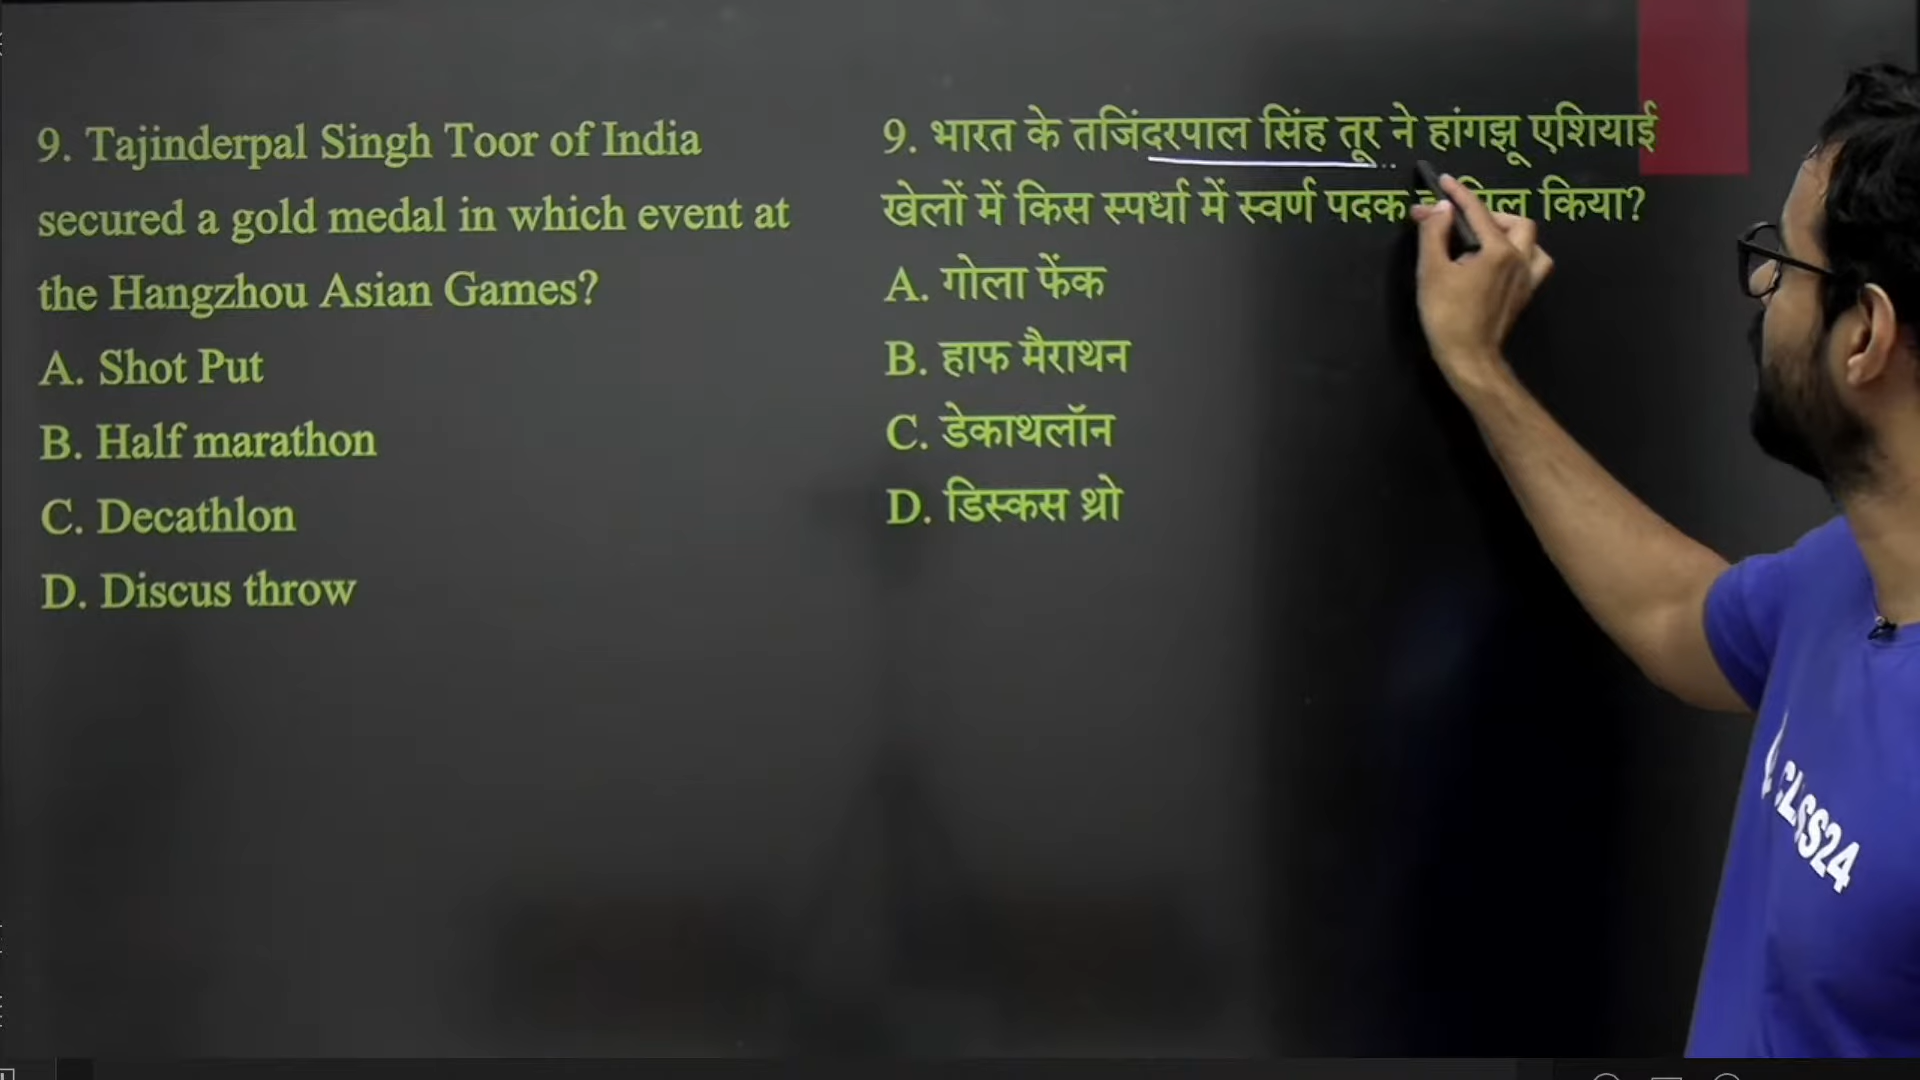 9. Tajinderpal Singh Toor of India
secured a gold medal in which event at
the Hangzhou Asian Games?
A. Shot Put
B. Half marathon
C. Decathlon
D. Discus throw
9. भारत के तजिंदरपाल सिंह तूर ने हांगझू एशियाई
खेलों में किस स्पर्धा में स्वर्ण पदक किया?
A. गोला फेंक
B. हाफ मैराथन
C. डेकाथलॉन
D. डिस्कस थ्रो
CLASS24